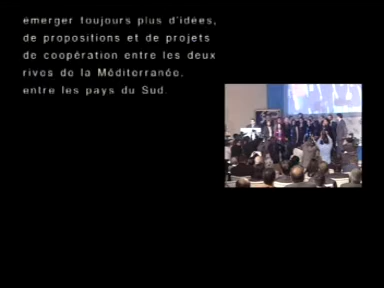 émerger toujours plus d'idées,
de propositions et de projets
de coopération entre les deux
rives de la Méditerranée,
entre les pays du Sud.